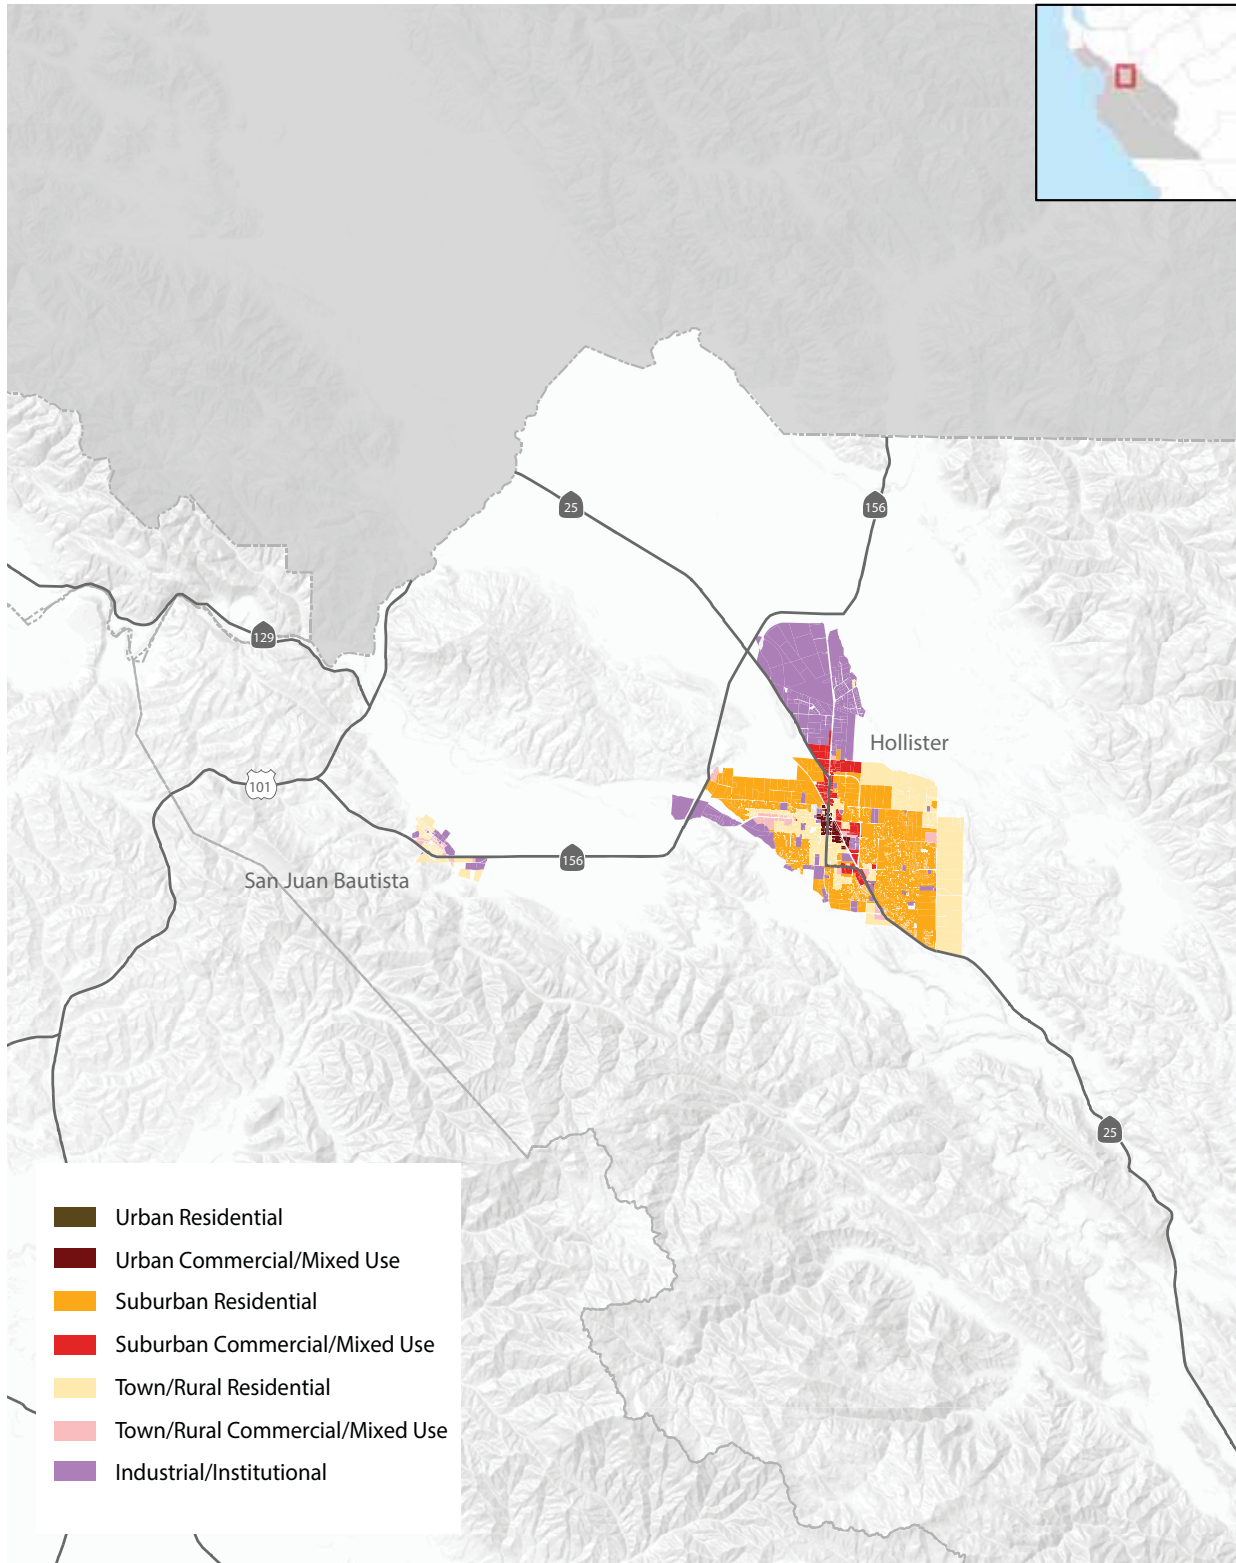 25
156
129
Hollister
101
156
San Juan Bautista
25
Urban Residential
Urban Commercial/Mixed Use
Suburban Residential
Suburban Commercial/Mixed Use
Town/Rural Residential
Town/Rural Commercial/Mixed Use
Industrial/Institutional